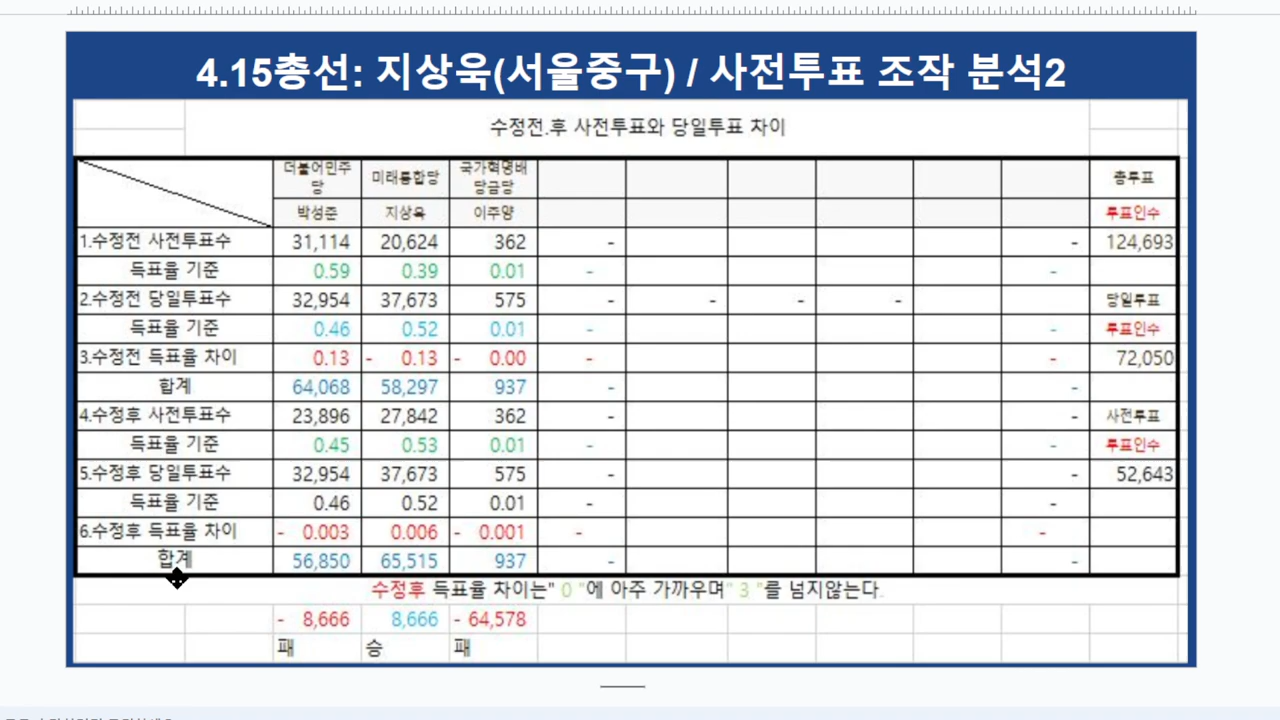 4.15총선: 지상욱(서울중구) / 사전투표 조작 분석2
수정전.후 사전투표와 당일투표 차이
더불어민주당 미래통합당 국가혁명배당금당 총투표
박성준 지상욱 이주양 투표인수
1.수정전 사전투표수 31,114 20,624 362 - - 124,693
득표율 기준 0.59 0.39 0.01 - -
2.수정전 당일투표수 32,954 37,673 575 - - - - 당일투표
득표율 기준 0.46 0.52 0.01 - - 투표인수
3.수정전 득표율 차이 0.13 - 0.13 - 0.00 - - 72,050
합계 64,068 58,297 937 - -
4.수정후 사전투표수 23,896 27,842 362 - - 사전투표
득표율 기준 0.45 0.53 0.01 - - 투표인수
5.수정후 당일투표수 32,954 37,673 575 - - 52,643
득표율 기준 0.46 0.52 0.01 - -
6.수정후 득표율 차이 - 0.003 0.006 - 0.001 - -
합계 56,850 65,515 937 - -
수정후 득표율 차이는" 0 "에 아주 가까우며" 3 "를 넘지않는다.
- 8,666 8,666 - 64,578
패 승 패